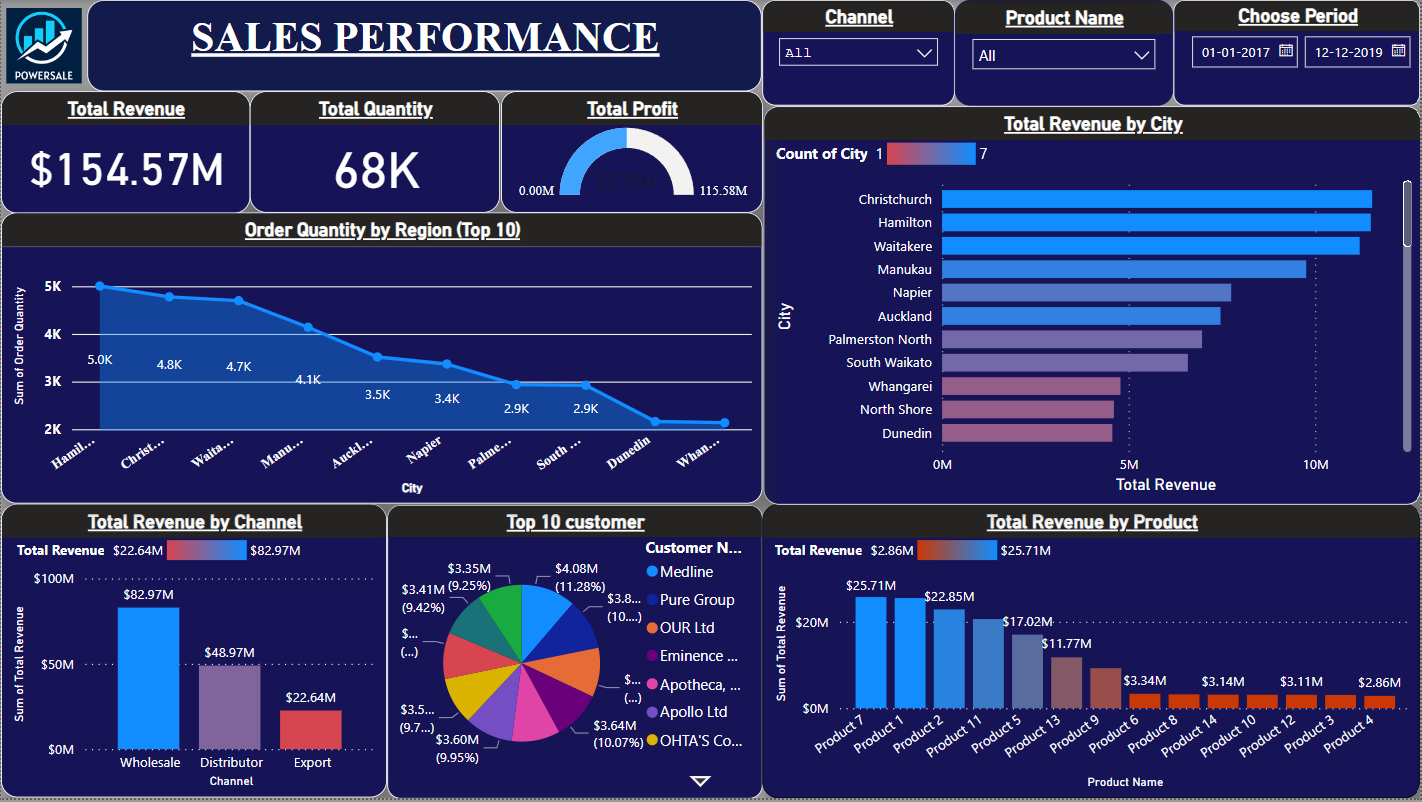 POWERSALE
SALES PERFORMANCE
Channel
All
Product Name
All
Choose Period
01-01-2017
12-12-2019
Total Revenue
$154.57M
Total Quantity
68K
Total Profit
0.00M
115.58M
Total Revenue by City
Count of City 1 7
City
Christchurch
Hamilton
Waitakere
Manukau
Napier
Auckland
Palmerston North
South Waikato
Whangarei
North Shore
Dunedin
0M 5M 10M
Total Revenue
Order Quantity by Region (Top 10)
Sum of Order Quantity
5K
4K
3K
2K
5.0K
4.8K
4.7K
4.1K
3.5K
3.4K
2.9K
2.9K
Hamil...
Christ...
Waita...
Manu...
Auckl...
Napier
Palme...
South ...
Dunedin
Whan...
City
Total Revenue by Channel
Total Revenue $22.64M $82.97M
Sum of Total Revenue
$100M
$50M
$0M
$82.97M
$48.97M
$22.64M
Wholesale
Distributor
Export
Channel
Top 10 customer
$4.08M
(11.28%)
$3.8...
(10....)
$...
(...)
$3.64M
(10.07%)
$3.60M
(9.95%)
$3.5...
(9.7...)
$...
(...)
$3.41M
(9.42%)
$3.35M
(9.25%)
Customer N...
Medline
Pure Group
OUR Ltd
Eminence ...
Apotheca, ...
Apollo Ltd
OHTA'S Co...
Total Revenue by Product
Total Revenue $2.86M $25.71M
Sum of Total Revenue
$20M
$0M
$25.71M
$22.85M
$17.02M
$11.77M
$3.34M
$3.14M
$3.11M
$2.86M
Product 7
Product 1
Product 2
Product 11
Product 5
Product 13
Product 9
Product 6
Product 8
Product 14
Product 10
Product 12
Product 3
Product 4
Product Name